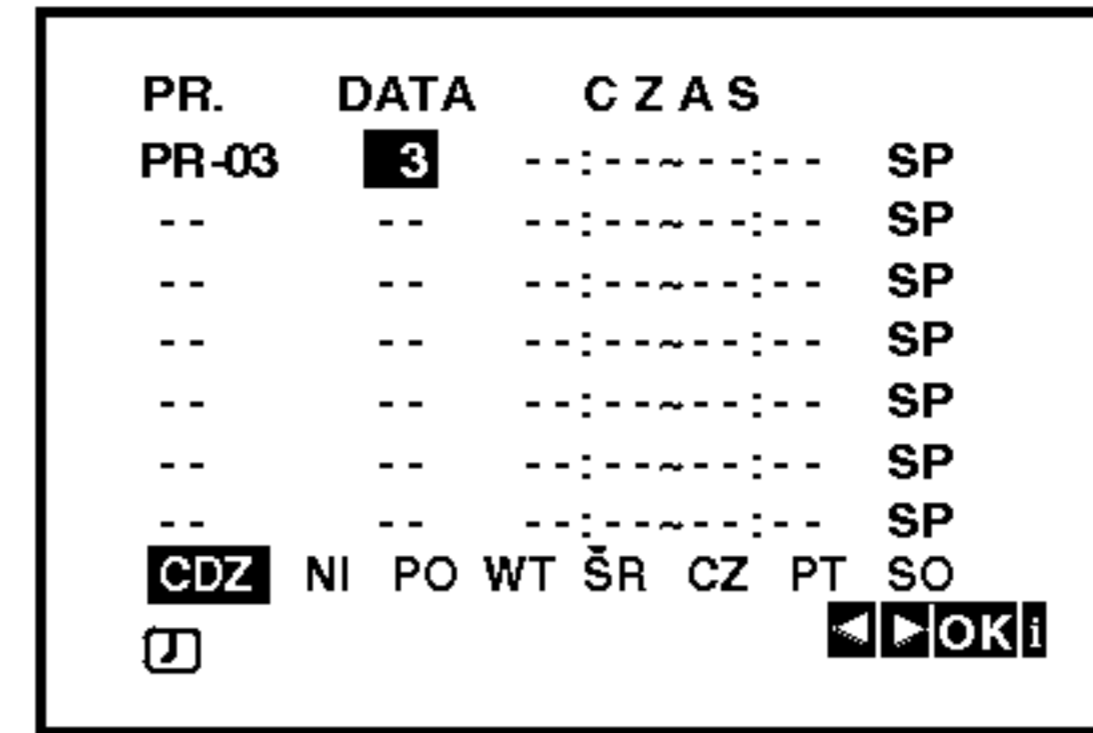 PR. DATA C Z A S
PR-03 3 --:--~--:-- SP
-- -- --:--~--:-- SP
-- -- --:--~--:-- SP
-- -- --:--~--:-- SP
-- -- --:--~--:-- SP
-- -- --:--~--:-- SP
-- -- --:--~--:-- SP
CDZ NI PO WT ŠR CZ PT SO
◄ ► OK i